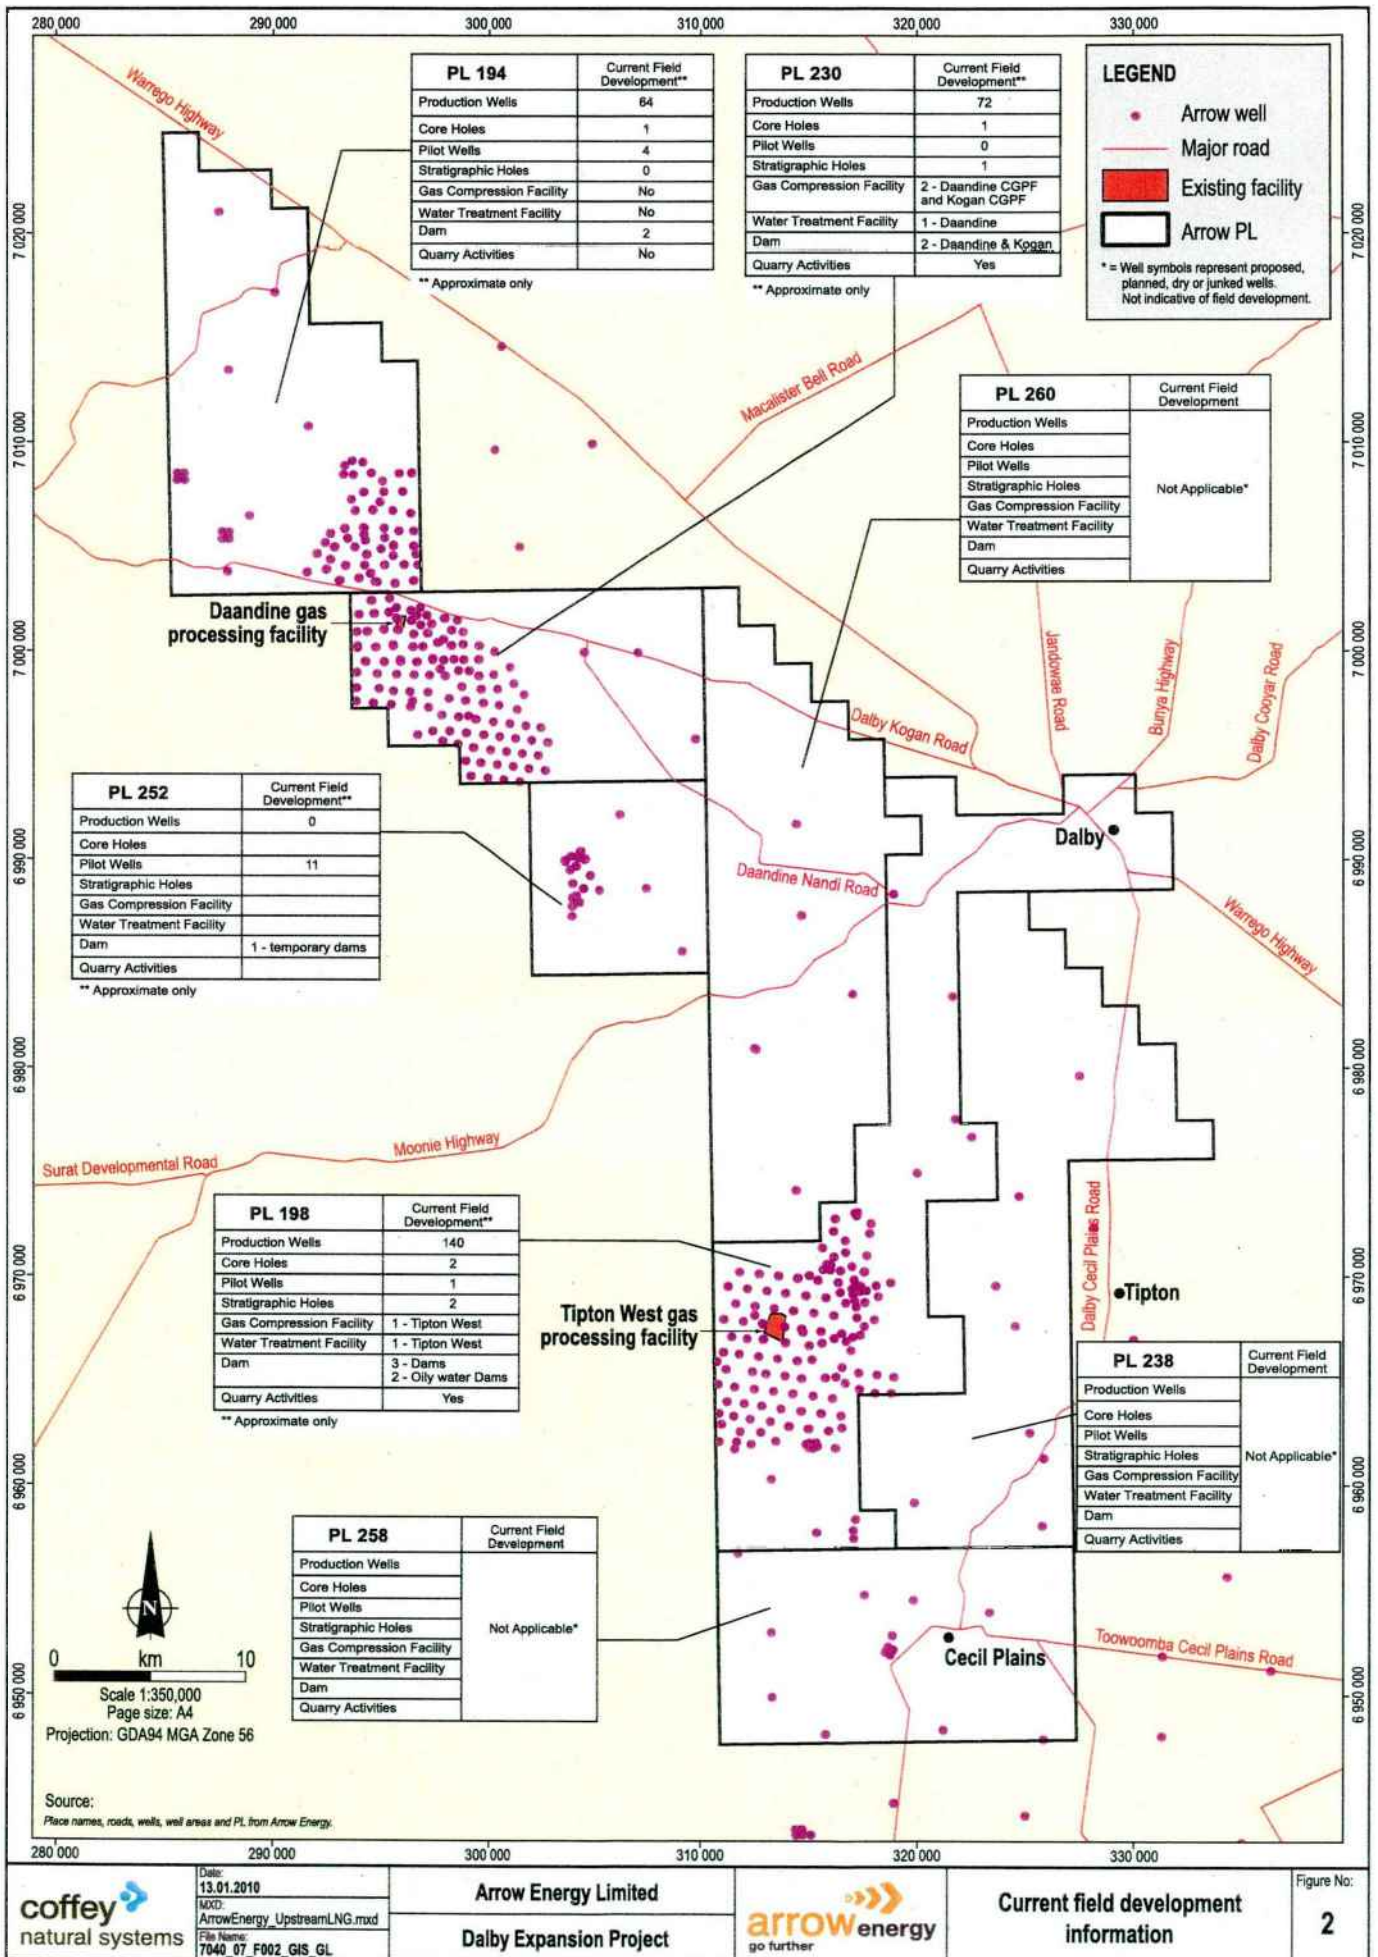 280 000 290 000 300 000 310 000 320 000 330 000
7 020 000
7 010 000
7 000 000
6 990 000
6 980 000
6 970 000
6 960 000
6 950 000
Warrego Highway
PL 194 Current Field Development**
Production Wells 64
Core Holes 1
Pilot Wells 4
Stratigraphic Holes 0
Gas Compression Facility No
Water Treatment Facility No
Dam 2
Quarry Activities No
** Approximate only
PL 230 Current Field Development**
Production Wells 72
Core Holes 1
Pilot Wells 0
Stratigraphic Holes 1
Gas Compression Facility 2 - Daandine CGPF
and Kogan CGPF
Water Treatment Facility 1 - Daandine
Dam 2 - Daandine & Kogan
Quarry Activities Yes
** Approximate only
LEGEND
Arrow well
Major road
Existing facility
Arrow PL
* = Well symbols represent proposed,
planned, dry or junked wells.
Not indicative of field development.
7 020 000
7 010 000
7 000 000
6 990 000
6 980 000
6 970 000
6 960 000
6 950 000
Macalister Bell Road
PL 260 Current Field Development
Production Wells
Core Holes
Pilot Wells
Stratigraphic Holes
Gas Compression Facility
Water Treatment Facility
Dam
Quarry Activities
Not Applicable*
Daandine gas
processing facility
Jandowae Road
Bunya Highway
Dalby Cooyar Road
Dalby Kogan Road
PL 252 Current Field Development**
Production Wells 0
Core Holes
Pilot Wells 11
Stratigraphic Holes
Gas Compression Facility
Water Treatment Facility
Dam 1 - temporary dams
Quarry Activities
** Approximate only
Dalby
Daandine Nandi Road
Warrego Highway
Moonie Highway
Surat Developmental Road
PL 198 Current Field Development**
Production Wells 140
Core Holes 2
Pilot Wells 1
Stratigraphic Holes 2
Gas Compression Facility 1 - Tipton West
Water Treatment Facility 1 - Tipton West
Dam 3 - Dams
2 - Oily water Dams
Quarry Activities Yes
** Approximate only
Tipton West gas
processing facility
Dalby Cecil Plains Road
Tipton
PL 238 Current Field Development
Production Wells
Core Holes
Pilot Wells
Stratigraphic Holes
Gas Compression Facility
Water Treatment Facility
Dam
Quarry Activities
Not Applicable*
PL 258 Current Field Development
Production Wells
Core Holes
Pilot Wells
Stratigraphic Holes
Gas Compression Facility
Water Treatment Facility
Dam
Quarry Activities
Not Applicable*
Cecil Plains
Toowoomba Cecil Plains Road
N
0 km 10
Scale 1:350,000
Page size: A4
Projection: GDA94 MGA Zone 56
Source:
Place names, roads, wells, well areas and PL from Arrow Energy.
280 000 290 000 300 000 310 000 320 000 330 000
coffey
natural systems
Date:
13.01.2010
MXD:
ArrowEnergy_UpstreamLNG.mxd
File Name:
7040_07_F002_GIS_GL
Arrow Energy Limited
Dalby Expansion Project
arrow energy
go further
Current field development
information
Figure No:
2